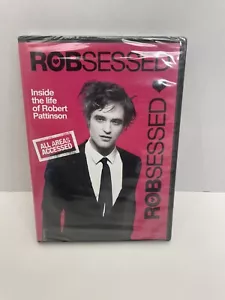 ROBSESSED
Inside
the life
of Robert
Pattinson
ALL AREAS
ACCESSED
ROBSESSED